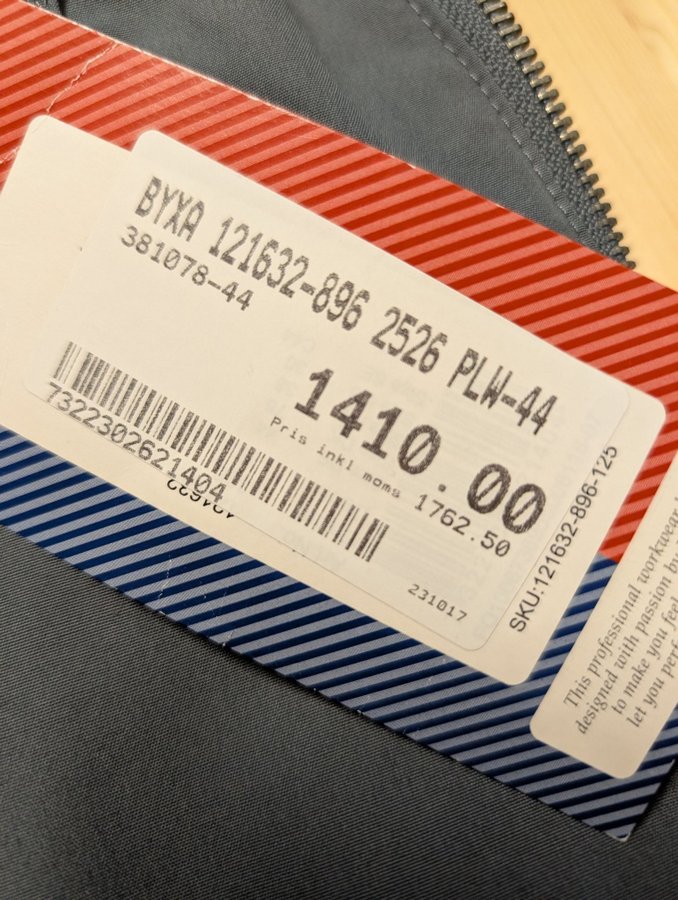 BYXA 121632-896 2526 PLW-44
381078-44
1410.00
Pris inkl moms 1762.50
7322302621404
231017
SKU:121632-896-125
This professional workwear
designed with passion by
to make you feel
let you